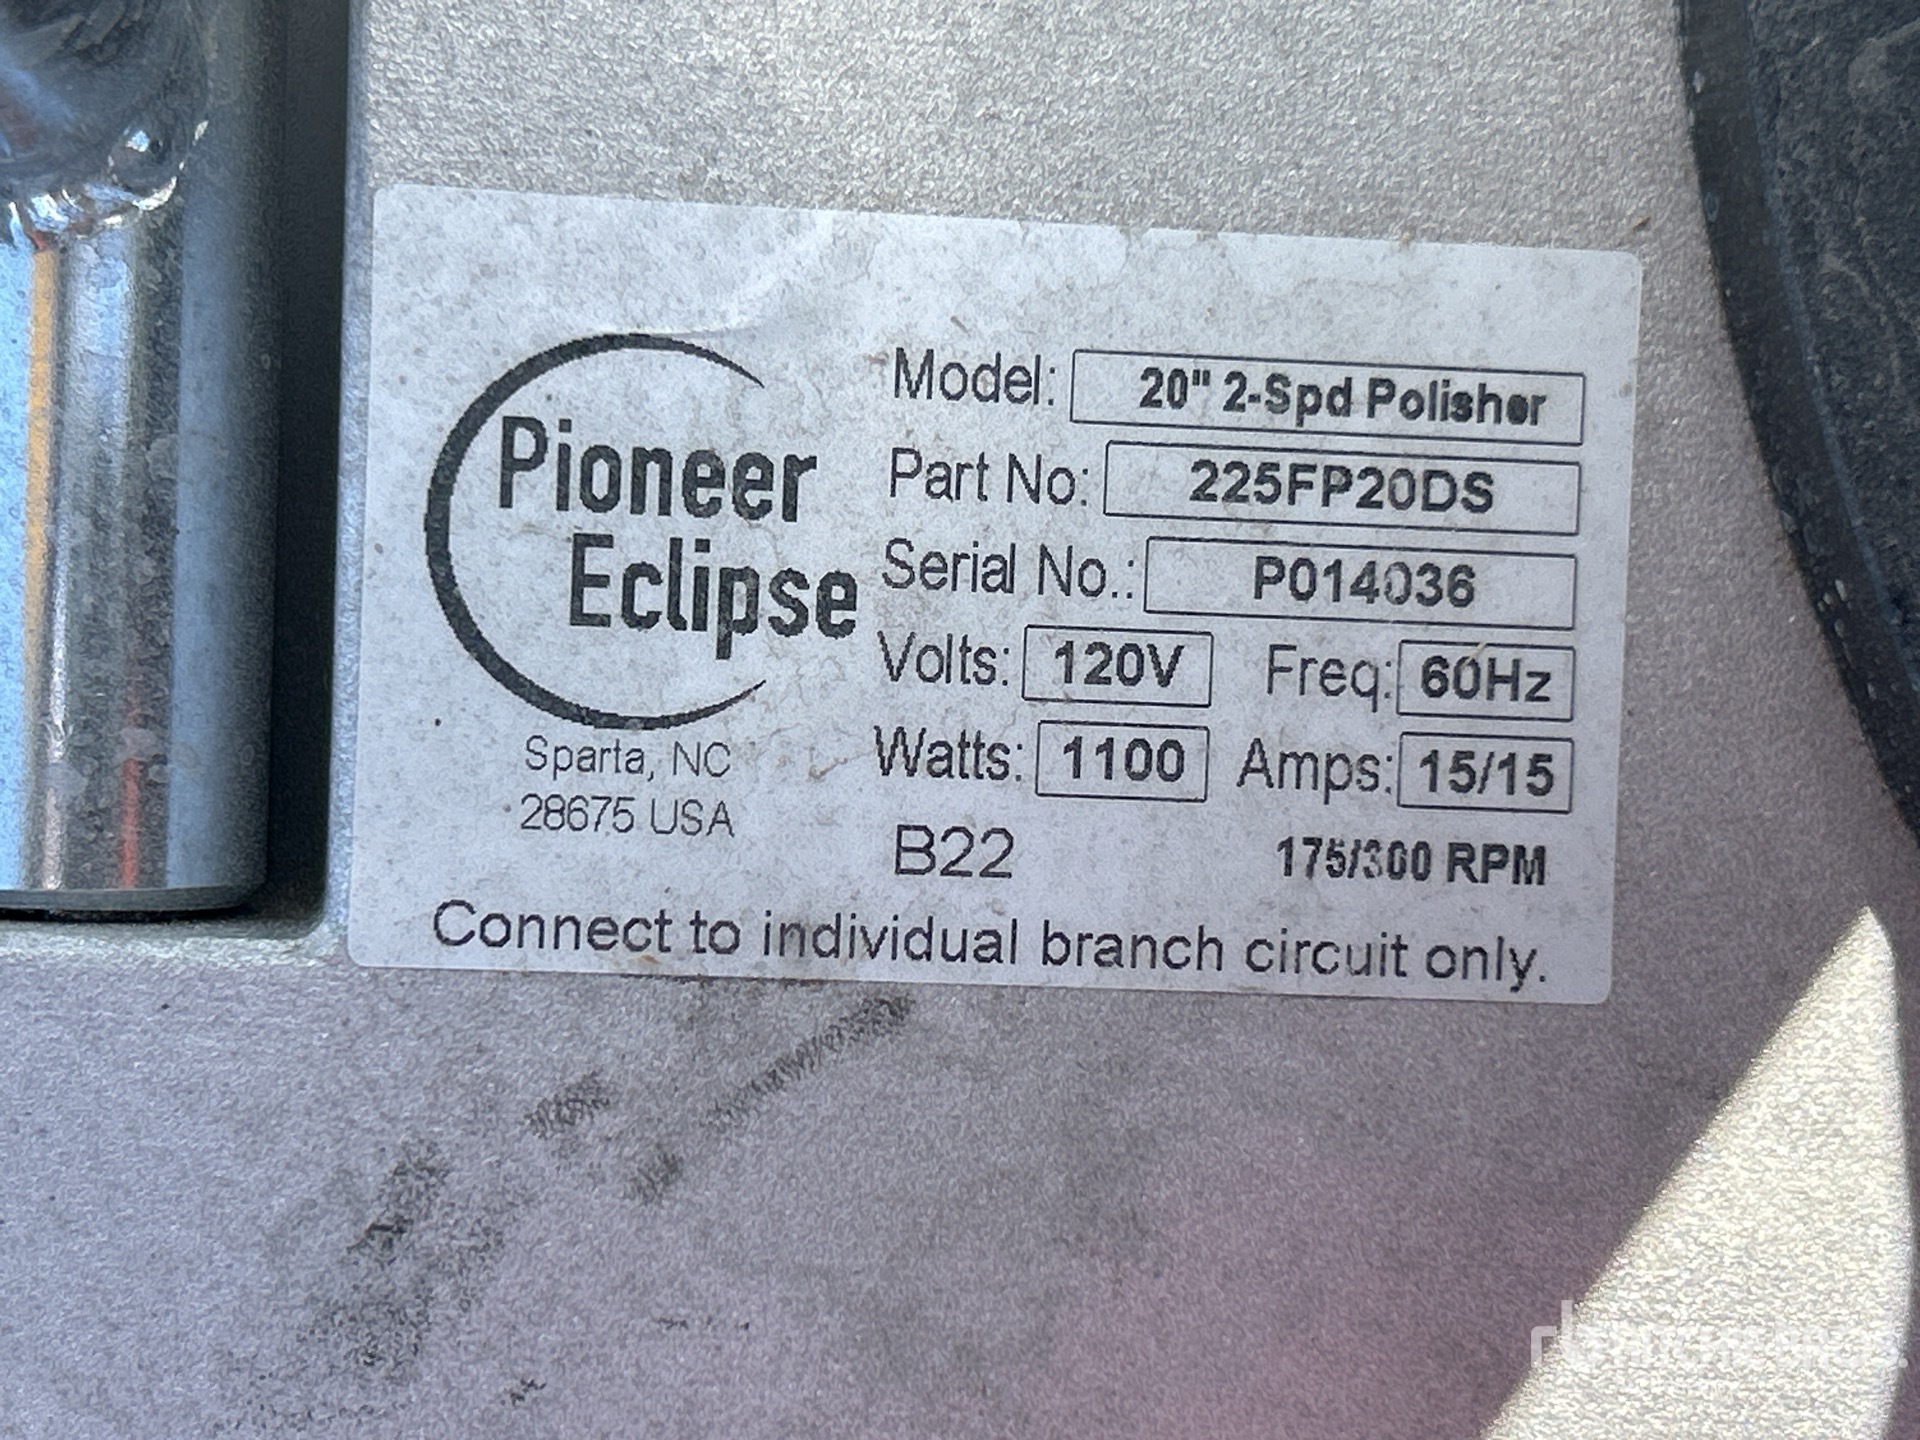 Pioneer
Eclipse
Sparta, NC
28675 USA
Model: 20" 2-Spd Polisher
Part No: 225FP20DS
Serial No.: P014036
Volts: 120V Freq: 60Hz
Watts: 1100 Amps: 15/15
B22 175/300 RPM
Connect to individual branch circuit only.